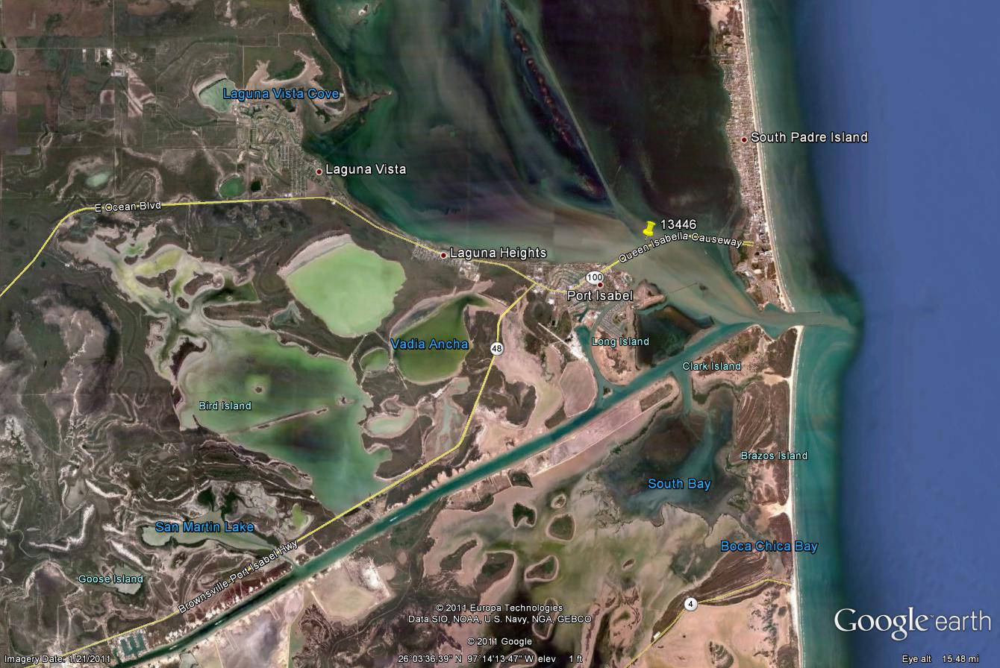 Laguna Vista Cove
South Padre Island
Laguna Vista
E Ocean Blvd
13446
Queen Isabella Causeway
Laguna Heights
100
Port Isabel
Vadia Ancha
48
Long Island
Clark Island
Bird Island
Brazos Island
South Bay
San Martin Lake
Boca Chica Bay
Brownsville-Port Isabel Hwy
Goose Island
4
© 2011 Europa Technologies
Data SIO, NOAA, U.S. Navy, NGA, GEBCO
Google earth
© 2011 Google
Imagery Date: 1/21/2011
26°03'36.39" N 97°14'13.47" W elev 1 ft
Eye alt 15.48 mi